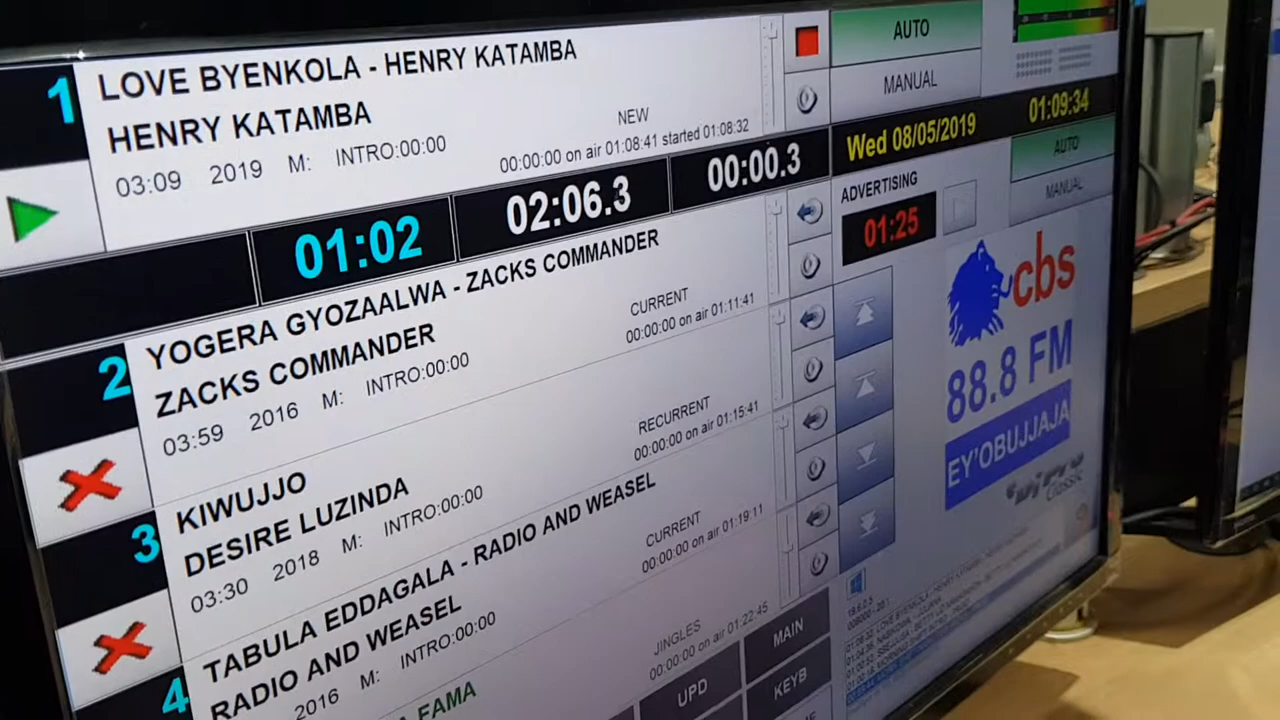 1
LOVE BYENKOLA - HENRY KATAMBA
HENRY KATAMBA
03:09 2019 M: INTRO:00:00
NEW
00:00:00 on air 01:08:41 started 01:08:32
01:02
02:06.3
00:00.3
2
YOGERA GYOZAALWA - ZACKS COMMANDER
ZACKS COMMANDER
03:59 2016 M: INTRO:00:00
CURRENT
00:00:00 on air 01:11:41
3
KIWUJJO
DESIRE LUZINDA
03:30 2018 M: INTRO:00:00
RECURRENT
00:00:00 on air 01:15:41
4
TABULA EDDAGALA - RADIO AND WEASEL
RADIO AND WEASEL
2016 M: INTRO:00:00
CURRENT
00:00:00 on air 01:19:11
FAMA
JINGLES
00:00:00 on air 01:22:45
UPD
MAIN
KEYB
AUTO
MANUAL
Wed 08/05/2019
01:09:34
AUTO
MANUAL
ADVERTISING
01:25
cbs
88.8 FM
EY'OBUJJAJJA
Classic